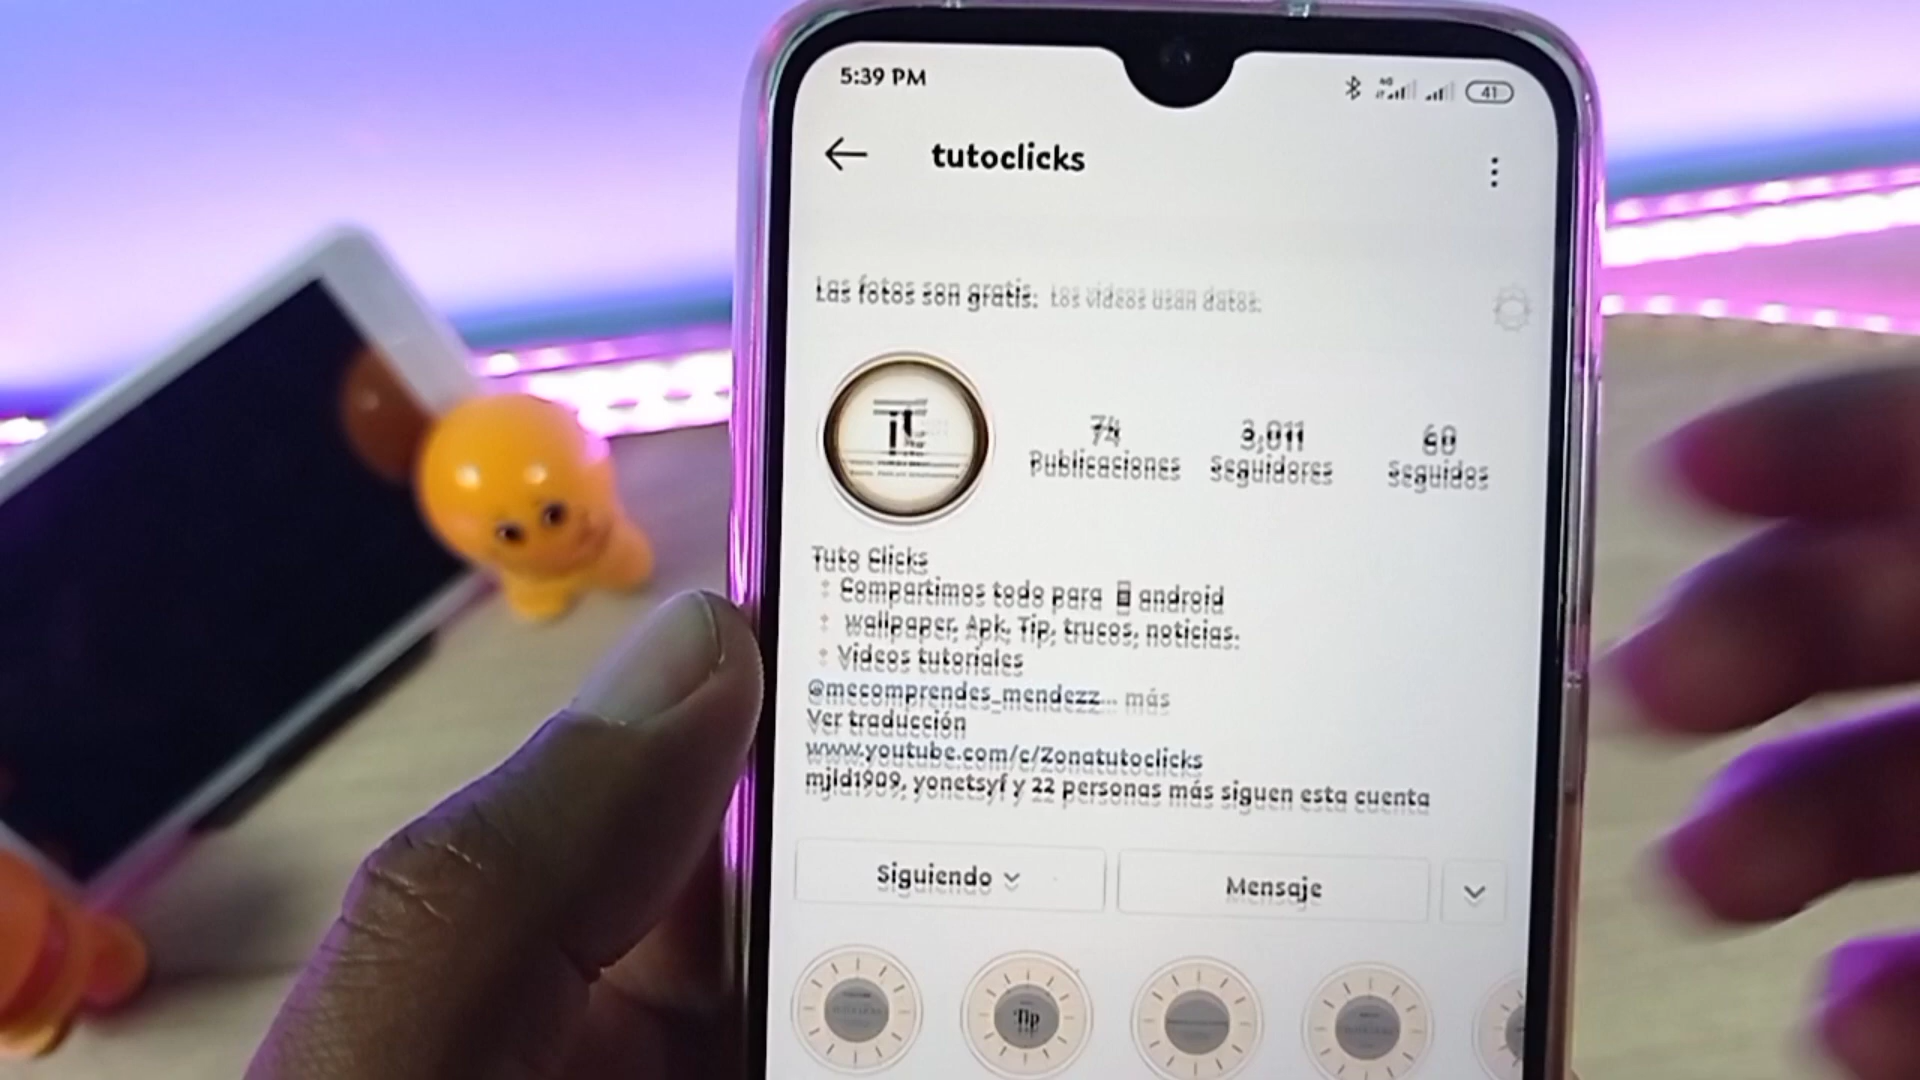 5:39 PM
4G
41
tutoclicks
Las fotos son gratis. Los videos usan datos.
74
Publicaciones
3,011
Seguidores
60
Seguidos
Tuto Clicks
Compartimos todo para 📱 android
wallpaper, Apk, Tip, trucos, noticias.
Videos tutoriales
@mecomprendes_mendezz... más
Ver traducción
www.youtube.com/c/Zonatutoclicks
mjld1909, yonetsyf y 22 personas más siguen esta cuenta
Siguiendo
Mensaje
Tip